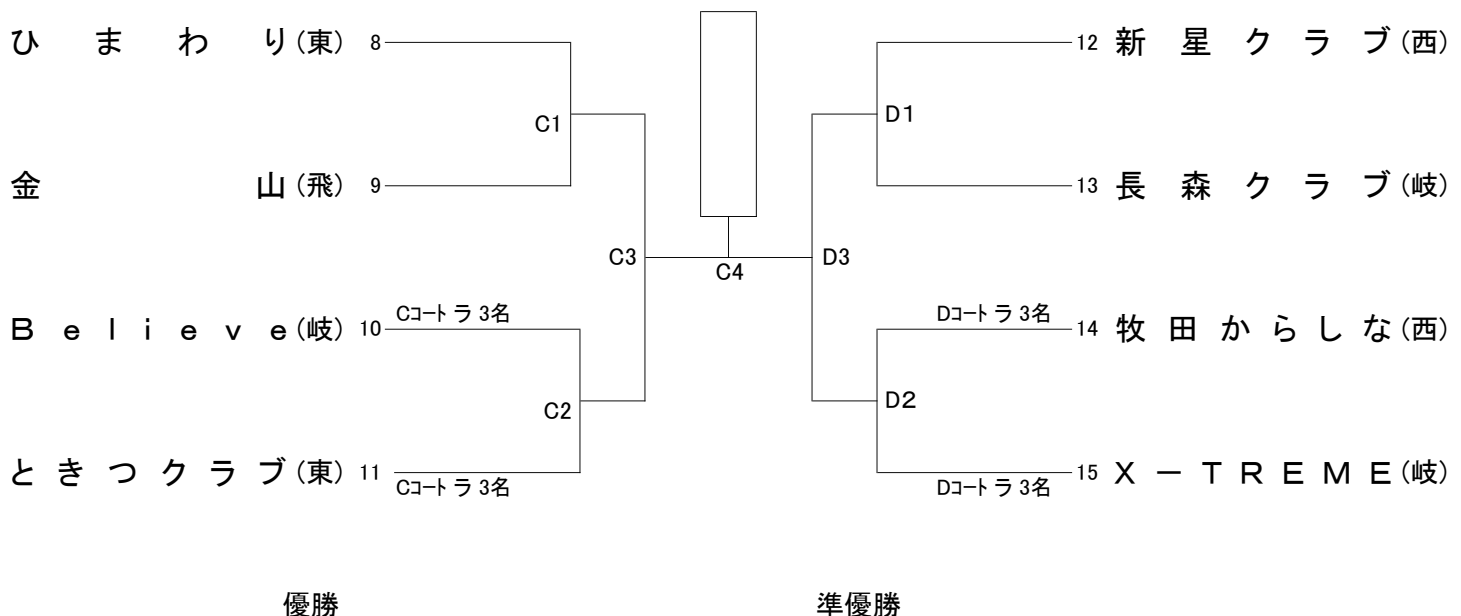 ひまわり(東) 8
12 新星クラブ(西)
C1
D1
金山(飛) 9
13 長森クラブ(岐)
C3
C4
D3
Believe(岐) 10
Cコート ラ 3名
Dコート ラ 3名
14 牧田からしな(西)
C2
D2
ときつクラブ(東) 11
Cコート ラ 3名
Dコート ラ 3名
15 X－TREME(岐)
優勝
準優勝